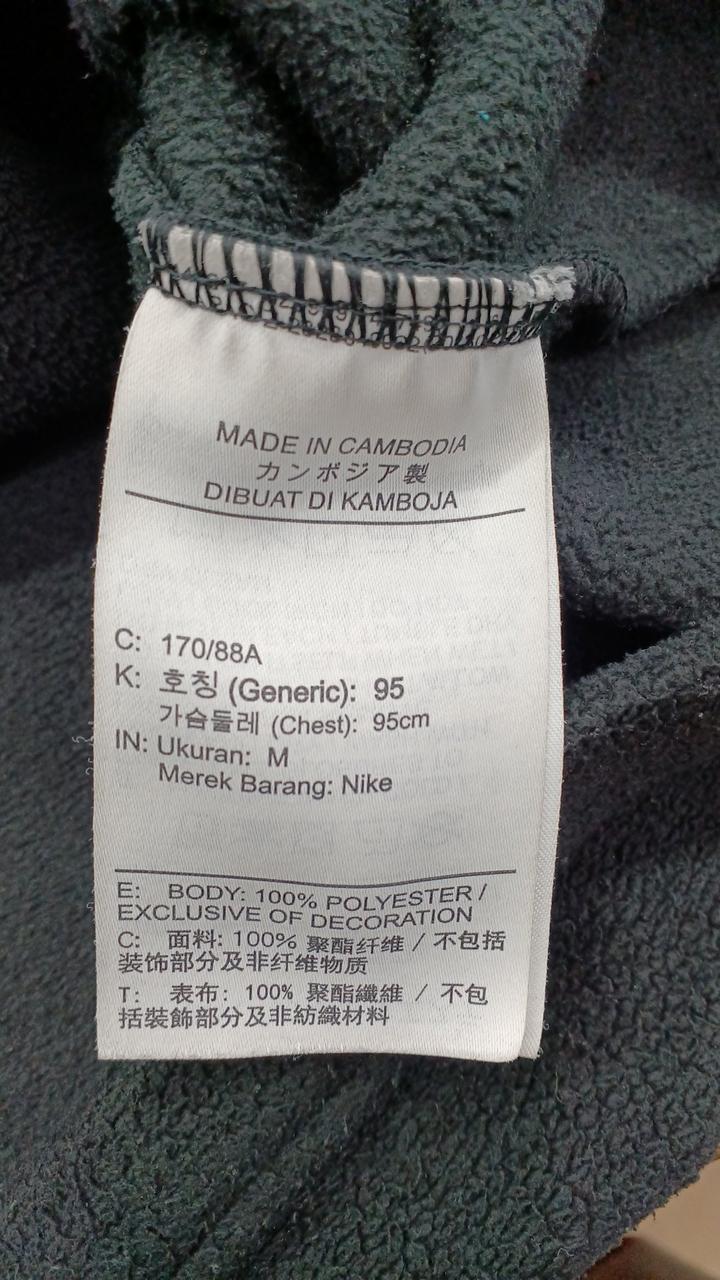 MADE IN CAMBODIA
カンボジア製
DIBUAT DI KAMBOJA
C: 170/88A
K: 호칭 (Generic): 95
가슴둘레 (Chest): 95cm
IN: Ukuran: M
Merek Barang: Nike
E: BODY: 100% POLYESTER /
EXCLUSIVE OF DECORATION
C: 面料: 100% 聚酯纤维 / 不包括
装饰部分及非纤维物质
T: 表布: 100% 聚酯纖維 / 不包
括裝飾部分及非紡織材料